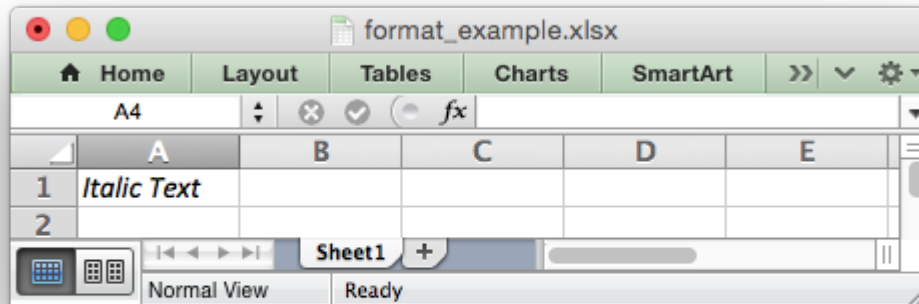 format_example.xlsx
Home Layout Tables Charts SmartArt
A4 fx
A B C D E
1 Italic Text
2
Sheet1
Normal View Ready